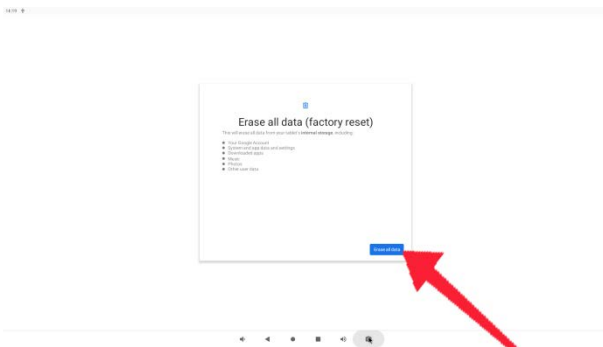 Erase all data (factory reset)
This will erase all data from your tablet's internal storage, including:
Your Google Account
System and app data and settings
Downloaded apps
Music
Photos
Other user data
Erase all data